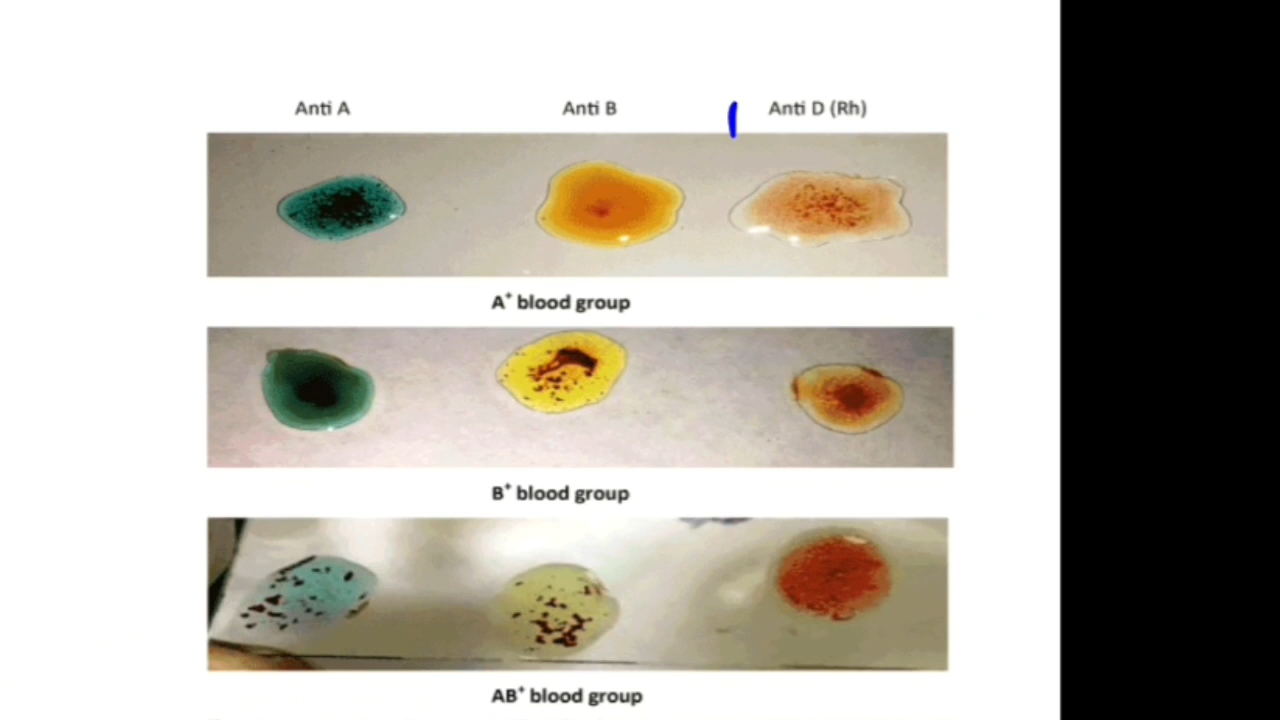 Anti A Anti B Anti D (Rh)
A⁺ blood group
B⁺ blood group
AB⁺ blood group